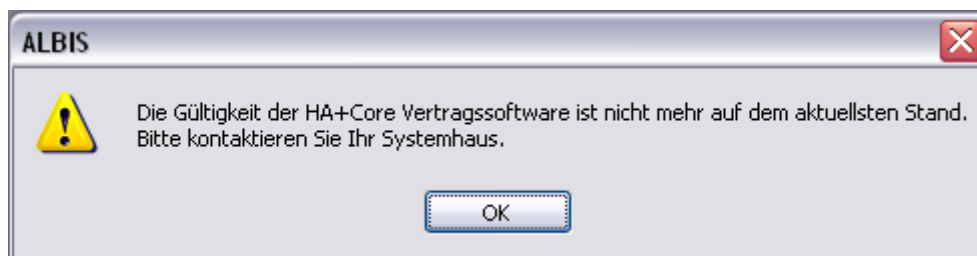 ALBIS
Die Gültigkeit der HA+Core Vertragssoftware ist nicht mehr auf dem aktuellsten Stand.
Bitte kontaktieren Sie Ihr Systemhaus.
OK